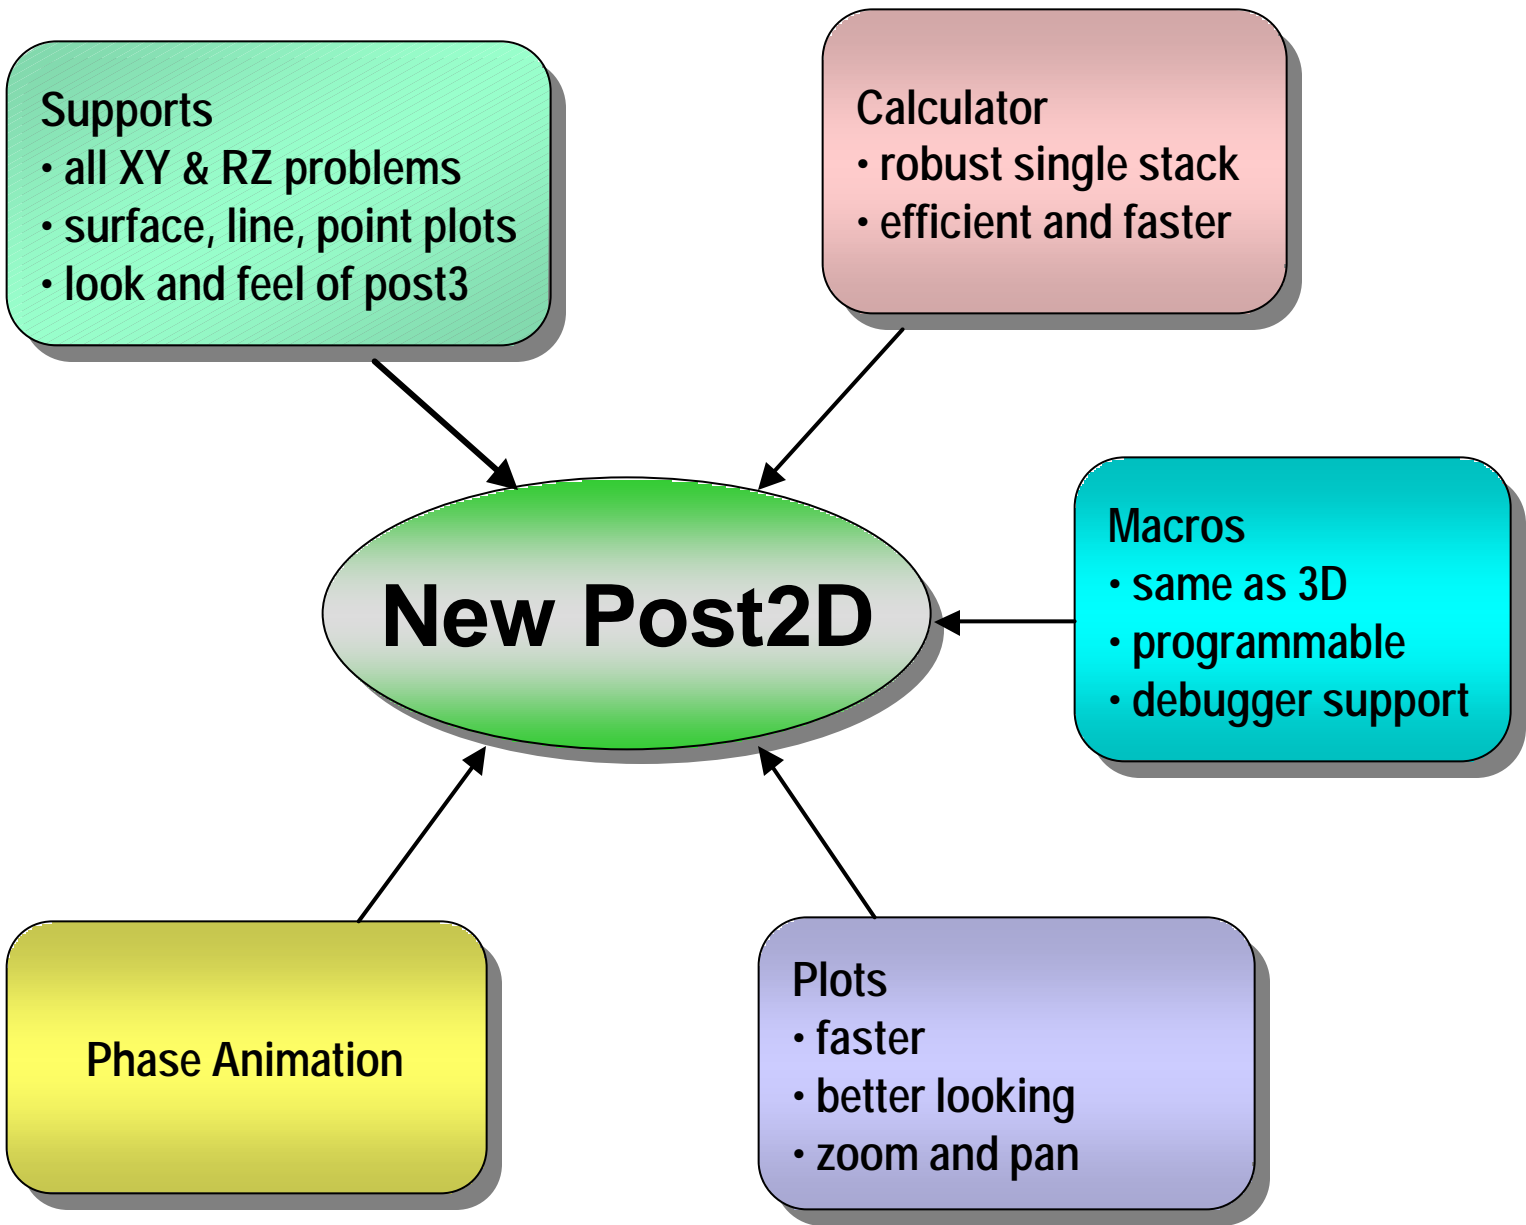 Supports
• all XY & RZ problems
• surface, line, point plots
• look and feel of post3
Calculator
• robust single stack
• efficient and faster
New Post2D
Macros
• same as 3D
• programmable
• debugger support
Phase Animation
Plots
• faster
• better looking
• zoom and pan